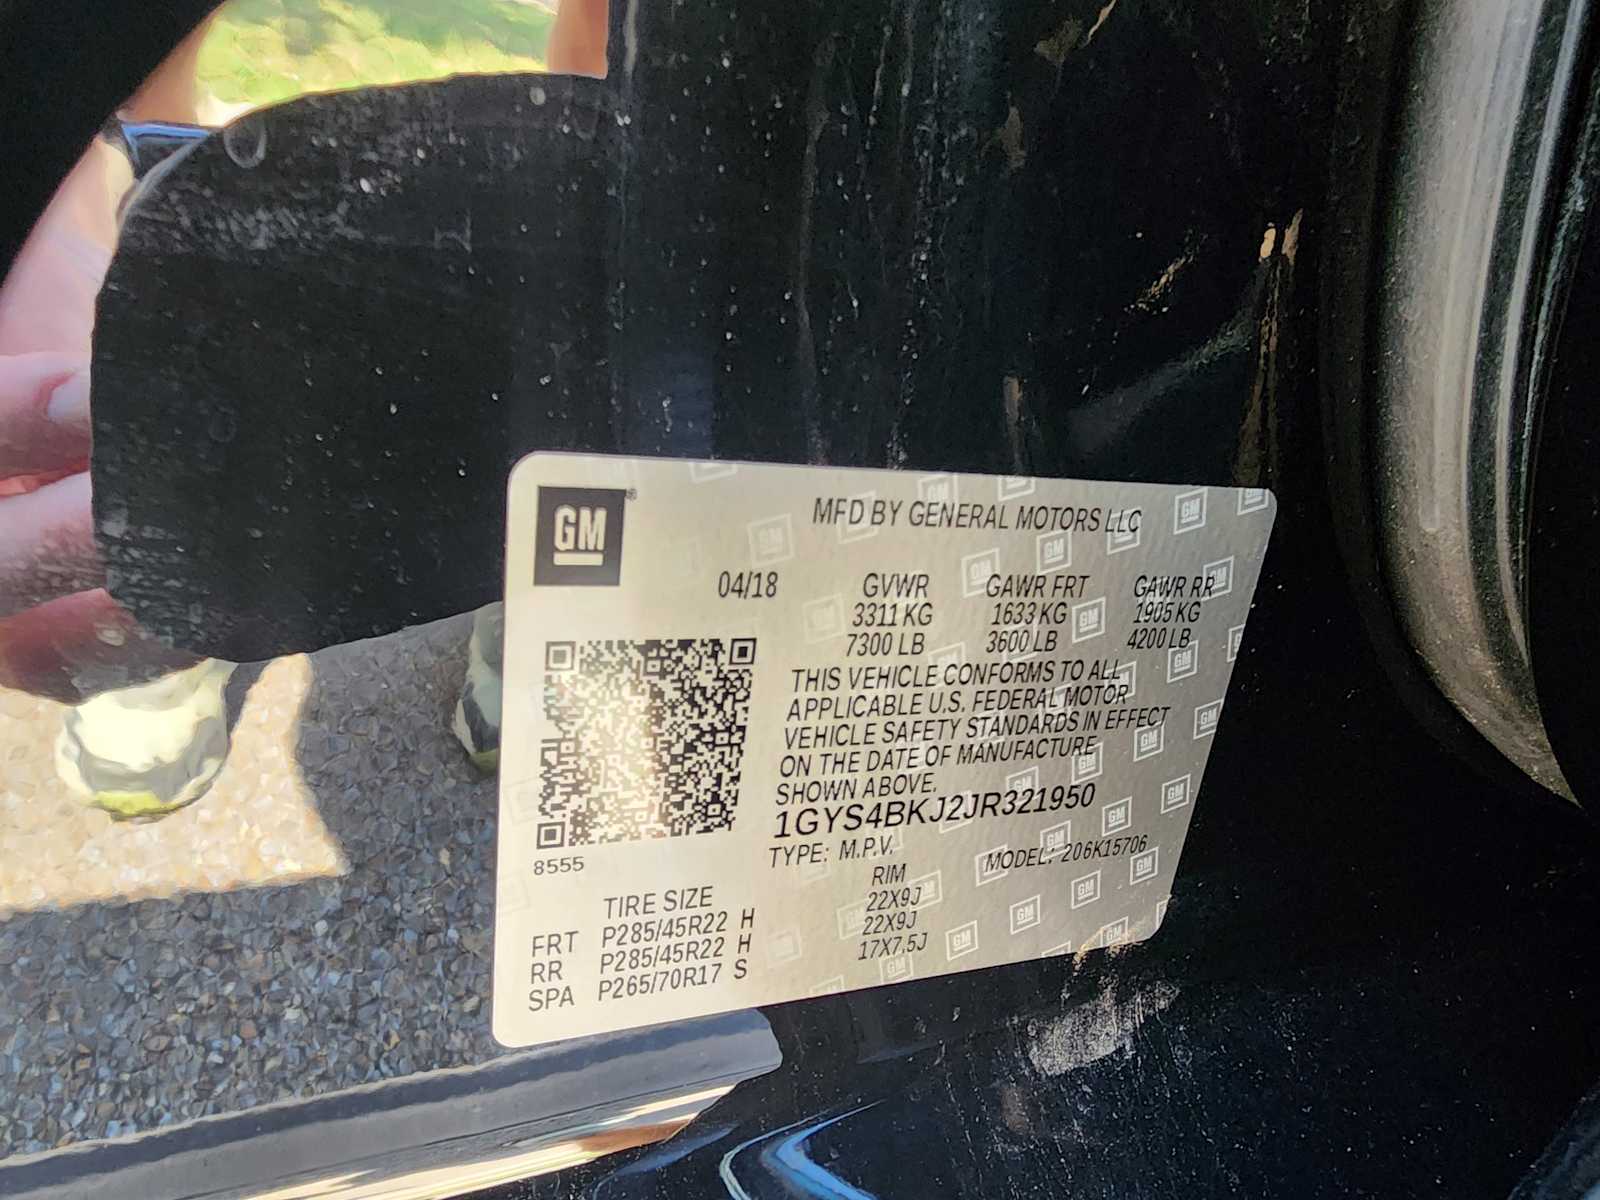 GM®
MFD BY GENERAL MOTORS LLC
04/18 GVWR GAWR FRT GAWR RR
3311 KG 1633 KG 1905 KG
7300 LB 3600 LB 4200 LB
THIS VEHICLE CONFORMS TO ALL
APPLICABLE U.S. FEDERAL MOTOR
VEHICLE SAFETY STANDARDS IN EFFECT
ON THE DATE OF MANUFACTURE
SHOWN ABOVE.
1GYS4BKJ2JR321950
TYPE: M.P.V. MODEL: 206K15706
8555
TIRE SIZE RIM
FRT P285/45R22 H 22X9J
RR P285/45R22 H 22X9J
SPA P265/70R17 S 17X7.5J